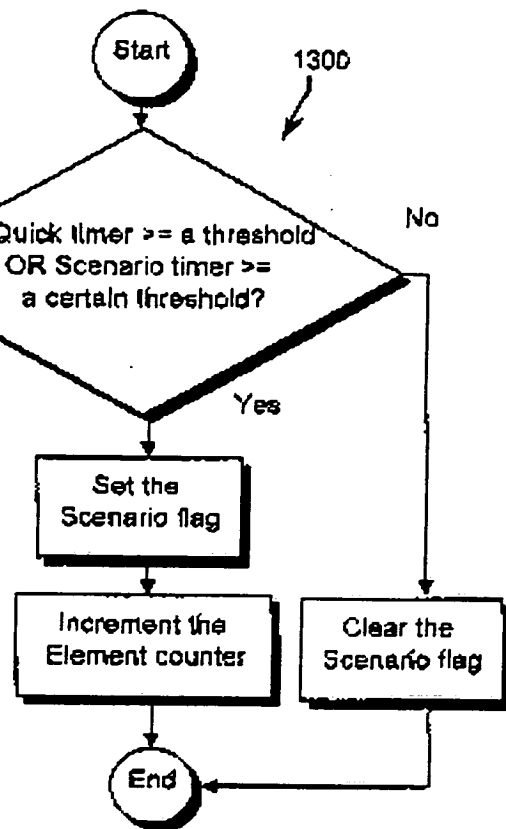 Start
1300
Quick timer >= a threshold
OR Scenario timer >=
a certain threshold?
No
Yes
Set the
Scenario flag
Increment the
Element counter
Clear the
Scenario flag
End